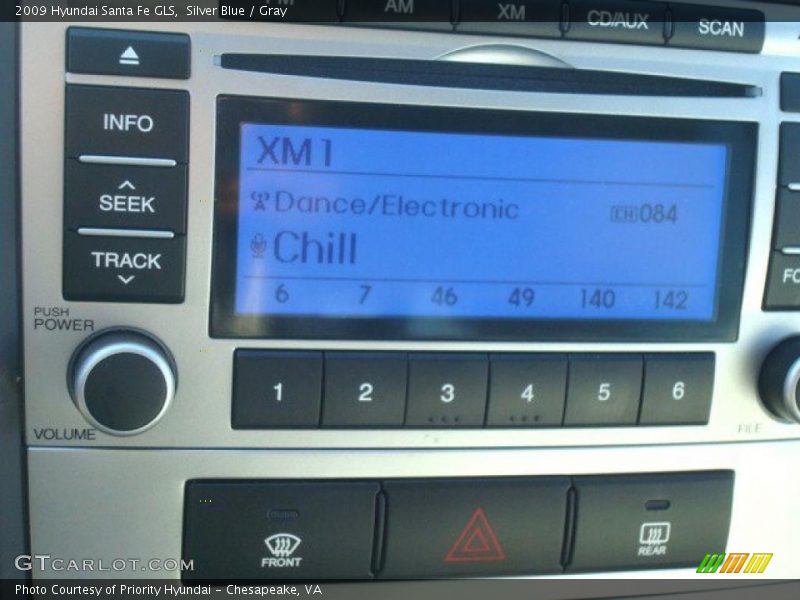 2009 Hyundai Santa Fe GLS,  Silver Blue / Gray
AM XM CD/AUX SCAN
INFO
SEEK
TRACK
XM1
Dance/Electronic CH 084
Chill
6 7 46 49 140 142
PUSH
POWER
VOLUME
1 2 3 4 5 6
FILE
FRONT
REAR
GTCARLOT.COM
Photo Courtesy of Priority Hyundai - Chesapeake, VA